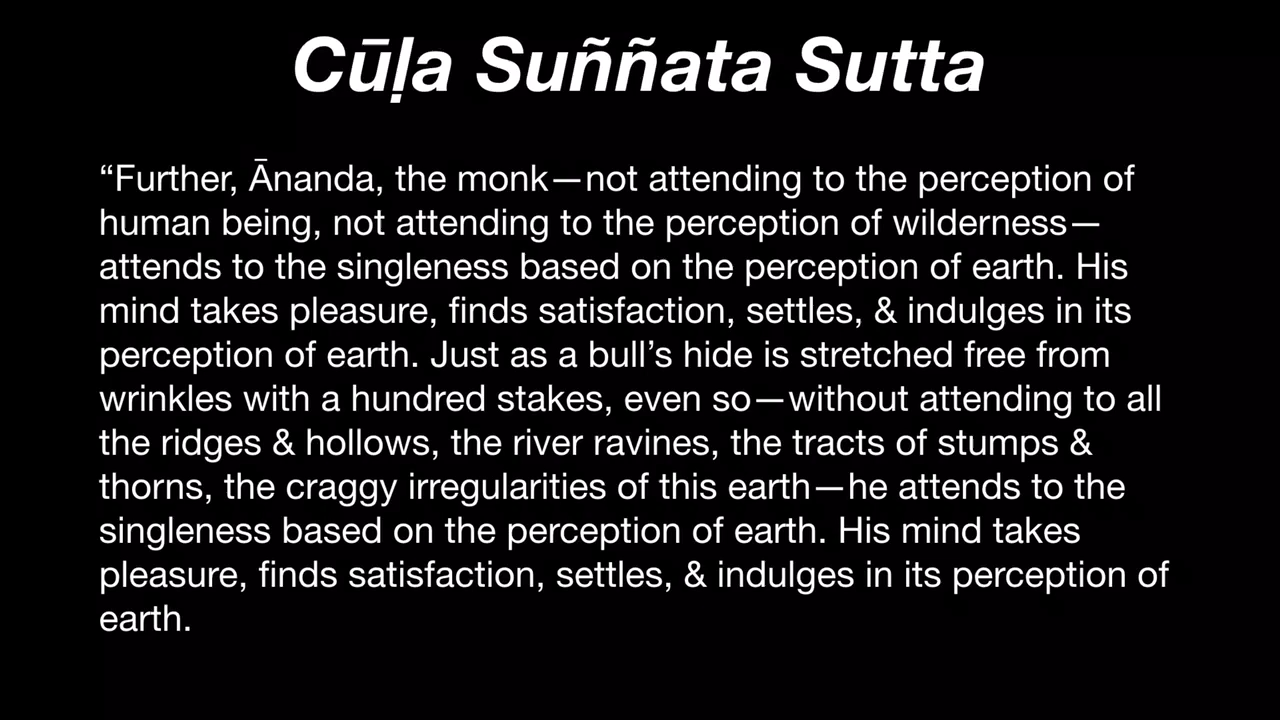 Cūḷa Suññata Sutta
“Further, Ānanda, the monk—not attending to the perception of
human being, not attending to the perception of wilderness—
attends to the singleness based on the perception of earth. His
mind takes pleasure, finds satisfaction, settles, & indulges in its
perception of earth. Just as a bull’s hide is stretched free from
wrinkles with a hundred stakes, even so—without attending to all
the ridges & hollows, the river ravines, the tracts of stumps &
thorns, the craggy irregularities of this earth—he attends to the
singleness based on the perception of earth. His mind takes
pleasure, finds satisfaction, settles, & indulges in its perception of
earth.